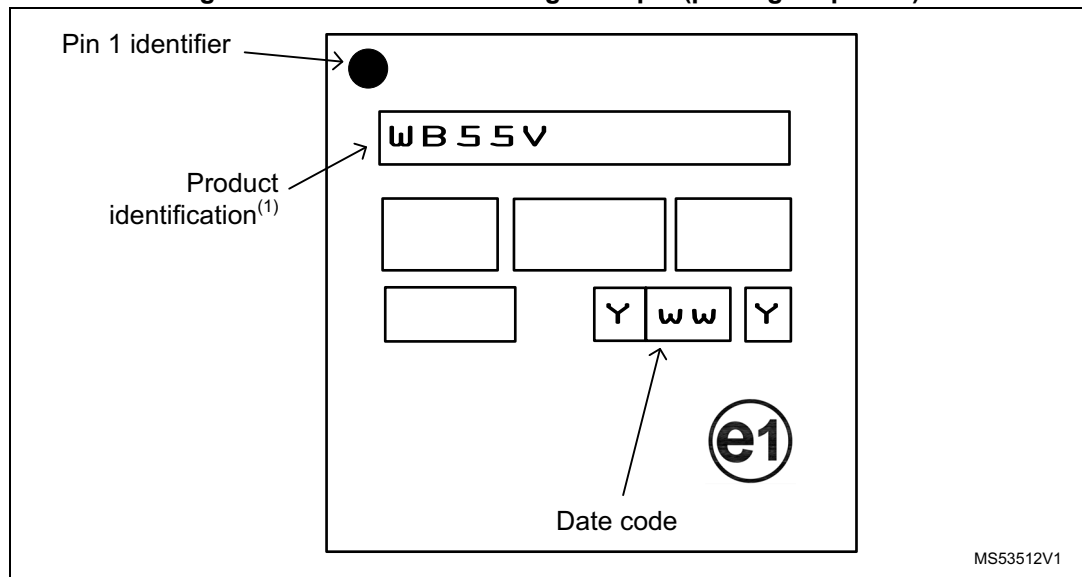 Pin 1 identifier
WB55V
Product
identification(1)
Y WW Y
e1
Date code
MS53512V1